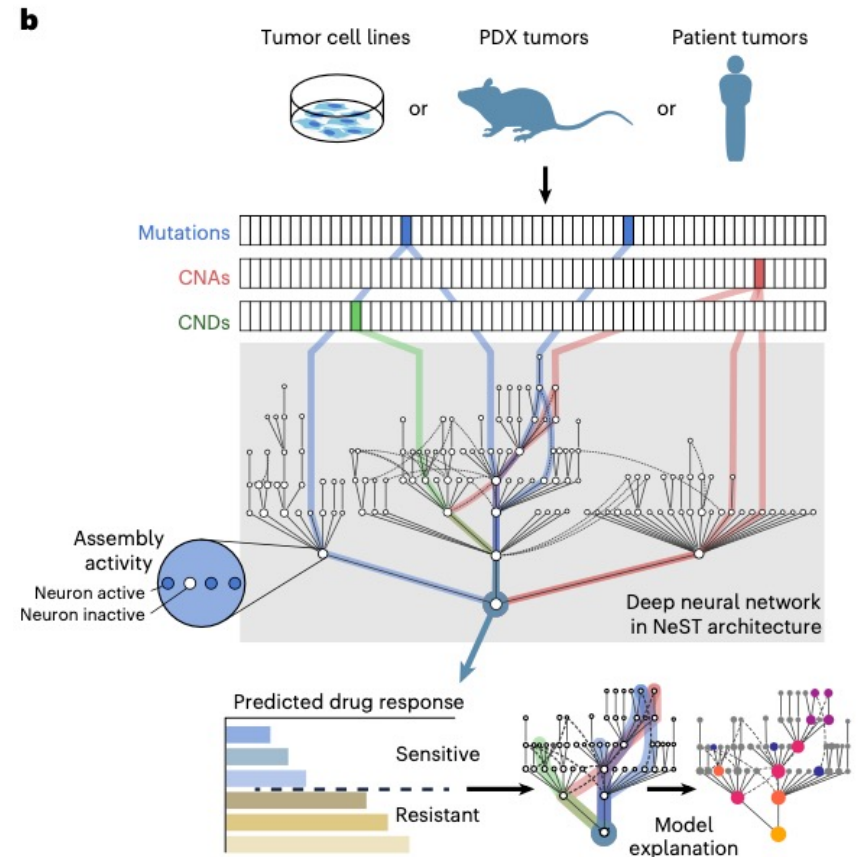 b
Tumor cell lines
PDX tumors
Patient tumors
or
or
Mutations
CNAs
CNDs
Assembly
activity
Neuron active
Neuron inactive
Deep neural network
in NeST architecture
Predicted drug response
Sensitive
Resistant
Model
explanation